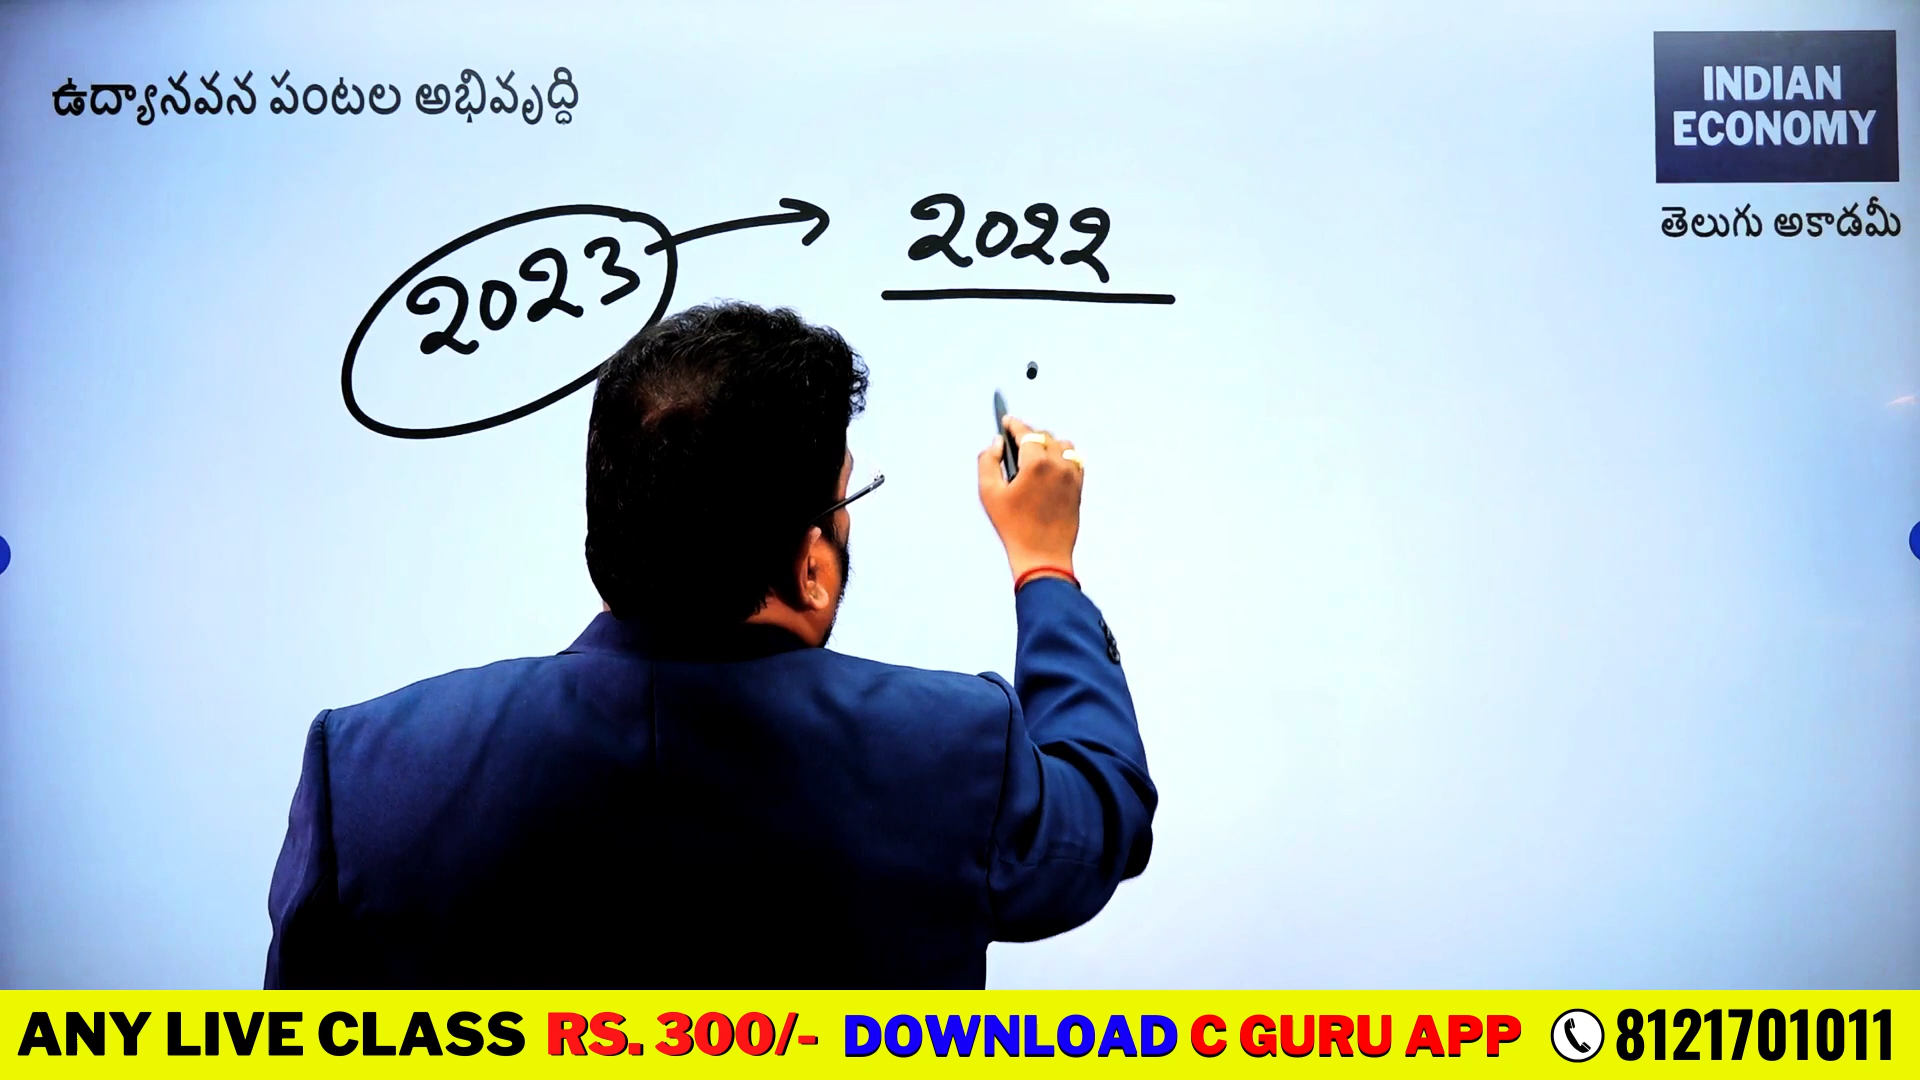 ఉద్యానవన పంటల అభివృద్ధి
INDIAN
ECONOMY
తెలుగు అకాడమీ
2023 → 2022
ANY LIVE CLASS RS. 300/- DOWNLOAD C GURU APP 8121701011